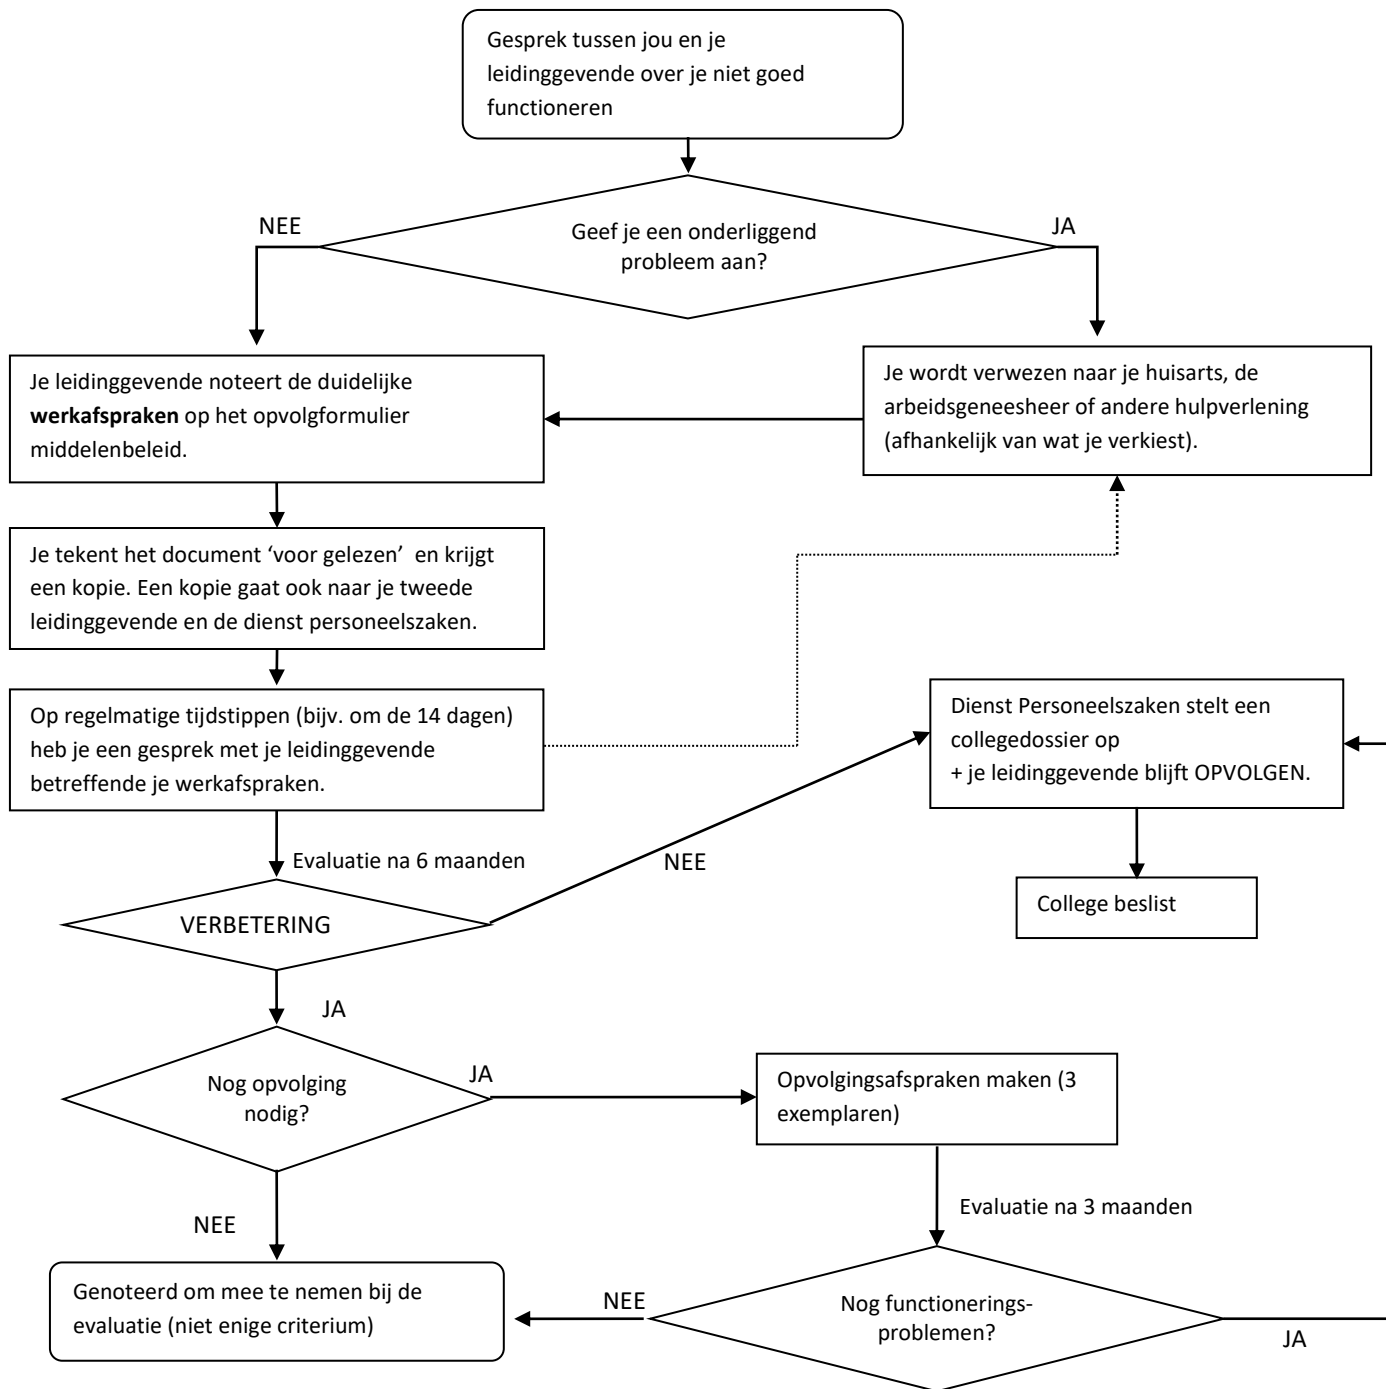 Gesprek tussen jou en je
leidinggevende over je niet goed
functioneren
NEE
JA
Geef je een onderliggend
probleem aan?
Je leidinggevende noteert de duidelijke
werkafspraken op het opvolgformulier
middelenbeleid.
Je wordt verwezen naar je huisarts, de
arbeidsgeneesheer of andere hulpverlening
(afhankelijk van wat je verkiest).
Je tekent het document ‘voor gelezen’ en krijgt
een kopie. Een kopie gaat ook naar je tweede
leidinggevende en de dienst personeelszaken.
Op regelmatige tijdstippen (bijv. om de 14 dagen)
heb je een gesprek met je leidinggevende
betreffende je werkafspraken.
Dienst Personeelszaken stelt een
collegedossier op
+ je leidinggevende blijft OPVOLGEN.
Evaluatie na 6 maanden
NEE
VERBETERING
College beslist
JA
Nog opvolging
nodig?
JA
Opvolgingsafspraken maken (3
exemplaren)
NEE
Evaluatie na 3 maanden
Genoteerd om mee te nemen bij de
evaluatie (niet enige criterium)
NEE
Nog functionerings-
problemen?
JA